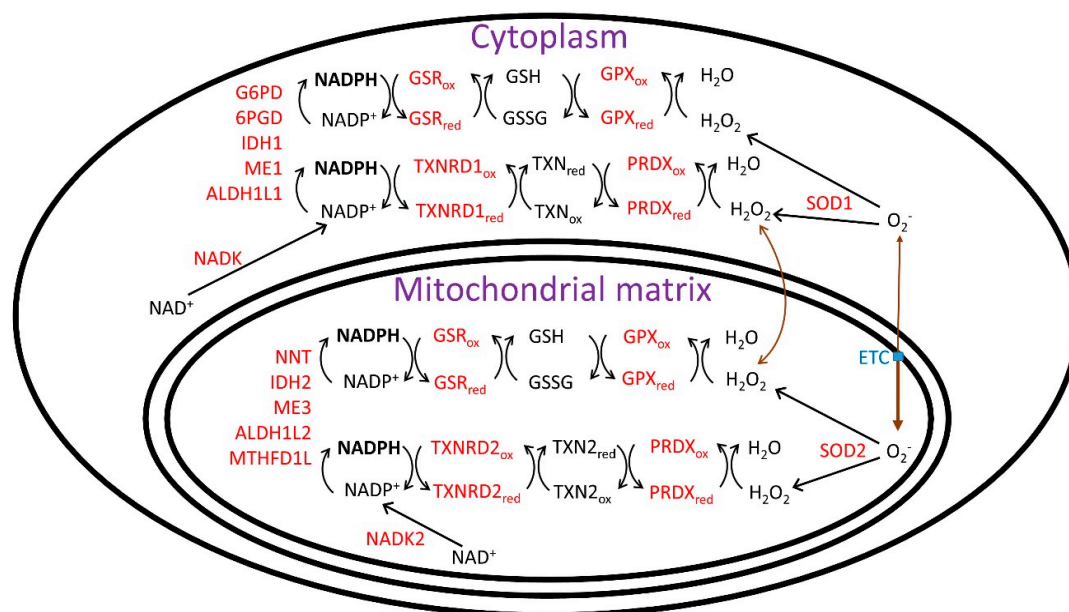 Cytoplasm
G6PD
6PGD
IDH1
ME1
ALDH1L1
NADPH GSRox GSH GPXox H2O
NADP+ GSRred GSSG GPXred H2O2
NADPH TXNRD1ox TXNred PRDXox H2O
NADP+ TXNRD1red TXNox PRDXred H2O2 SOD1 O2-
NADK
NAD+
Mitochondrial matrix
NNT
IDH2
ME3
ALDH1L2
MTHFD1L
NADPH GSRox GSH GPXox H2O ETC
NADP+ GSRred GSSG GPXred H2O2
NADPH TXNRD2ox TXN2red PRDXox H2O SOD2 O2-
NADP+ TXNRD2red TXN2ox PRDXred H2O2
NADK2
NAD+